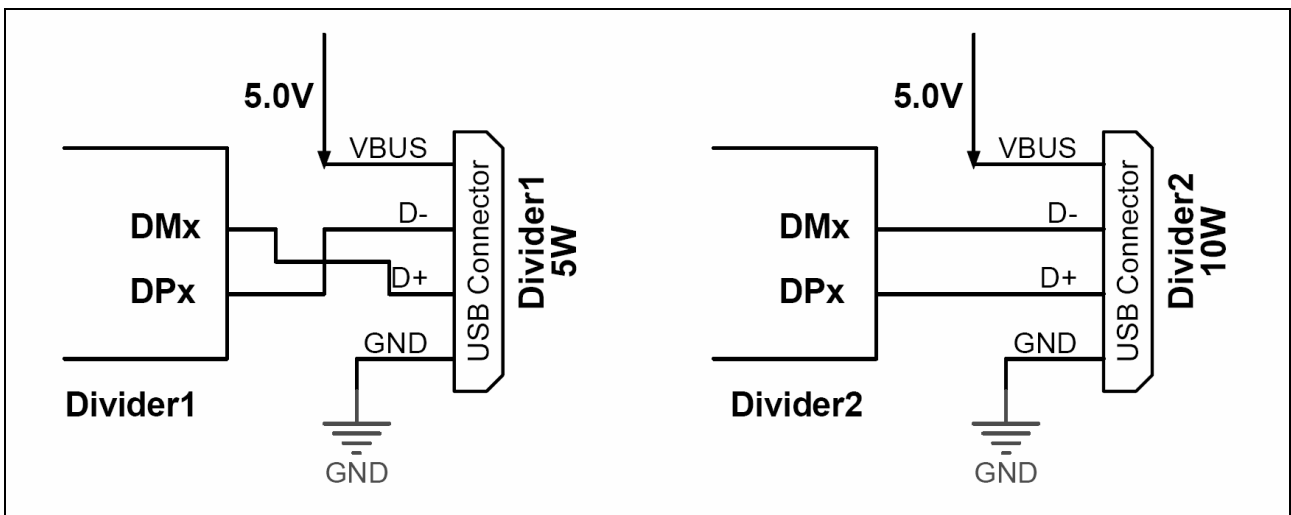 5.0V
VBUS
DMx
D-
DPx
D+
GND
USB Connector
Divider1
5W
Divider1
GND
5.0V
VBUS
DMx
D-
DPx
D+
GND
USB Connector
Divider2
10W
Divider2
GND